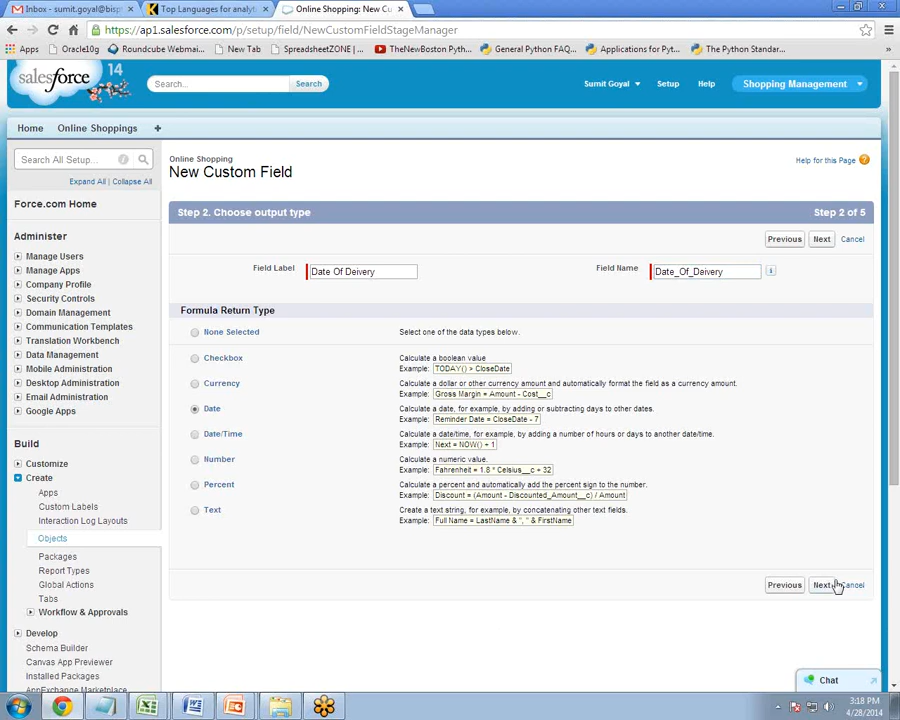 Inbox - sumit.goyal@bisp
Top Languages for analyt
Online Shopping: New Cu
https://ap1.salesforce.com/p/setup/field/NewCustomFieldStageManager
Apps
Oracle10g
Roundcube Webmai...
New Tab
SpreadsheetZONE |...
TheNewBoston Pyth...
General Python FAQ...
Applications for Pyt...
The Python Standar...
salesforce
14
Search...
Search
Sumit Goyal
Setup
Help
Shopping Management
Home
Online Shoppings
+
Search All Setup...
Expand All | Collapse All
Force.com Home
Administer
Manage Users
Manage Apps
Company Profile
Security Controls
Domain Management
Communication Templates
Translation Workbench
Data Management
Mobile Administration
Desktop Administration
Email Administration
Google Apps
Build
Customize
Create
Apps
Custom Labels
Interaction Log Layouts
Objects
Packages
Report Types
Global Actions
Tabs
Workflow & Approvals
Develop
Schema Builder
Canvas App Previewer
Installed Packages
AppExchange Marketplace
Online Shopping
New Custom Field
Help for this Page
Step 2. Choose output type
Step 2 of 5
Previous
Next
Cancel
Field Label
Date Of Deivery
Field Name
Date_Of_Deivery
i
Formula Return Type
None Selected
Select one of the data types below.
Checkbox
Calculate a boolean value
Example: TODAY() > CloseDate
Currency
Calculate a dollar or other currency amount and automatically format the field as a currency amount.
Example: Gross Margin = Amount - Cost__c
Date
Calculate a date, for example, by adding or subtracting days to other dates.
Example: Reminder Date = CloseDate - 7
Date/Time
Calculate a date/time, for example, by adding a number of hours or days to another date/time.
Example: Next = NOW() + 1
Number
Calculate a numeric value.
Example: Fahrenheit = 1.8 * Celsius__c + 32
Percent
Calculate a percent and automatically add the percent sign to the number.
Example: Discount = (Amount - Discounted_Amount__c) / Amount
Text
Create a text string, for example, by concatenating other text fields.
Example: Full Name = LastName & ", " & FirstName
Previous
Next
Cancel
Chat
3:18 PM
4/28/2014